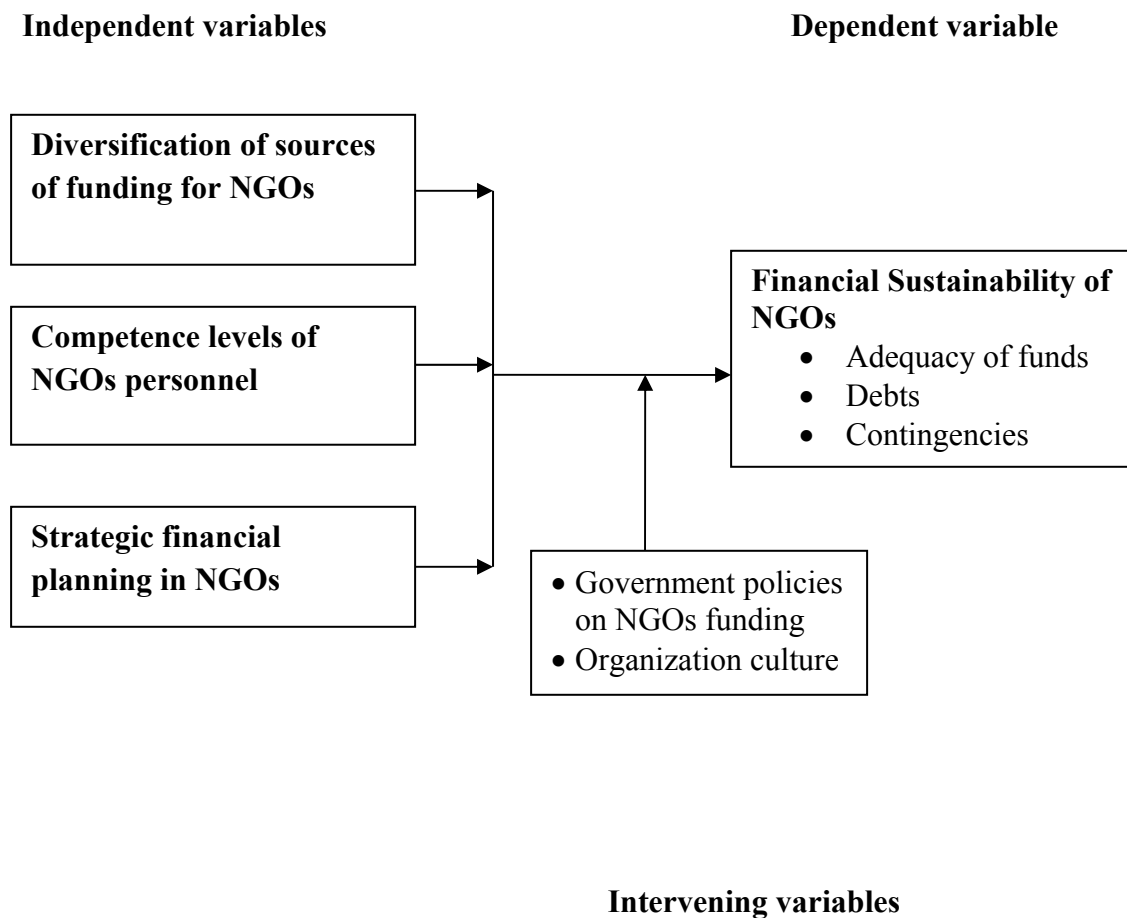 Independent variables
Dependent variable
Diversification of sources
of funding for NGOs
Competence levels of
NGOs personnel
Strategic financial
planning in NGOs
Financial Sustainability of
NGOs
• Adequacy of funds
• Debts
• Contingencies
• Government policies
on NGOs funding
• Organization culture
Intervening variables